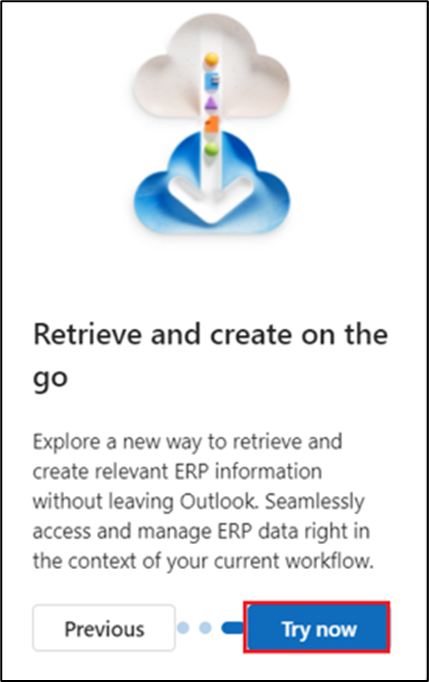 Retrieve and create on the
go
Explore a new way to retrieve and
create relevant ERP information
without leaving Outlook. Seamlessly
access and manage ERP data right in
the context of your current workflow.
Previous
Try now